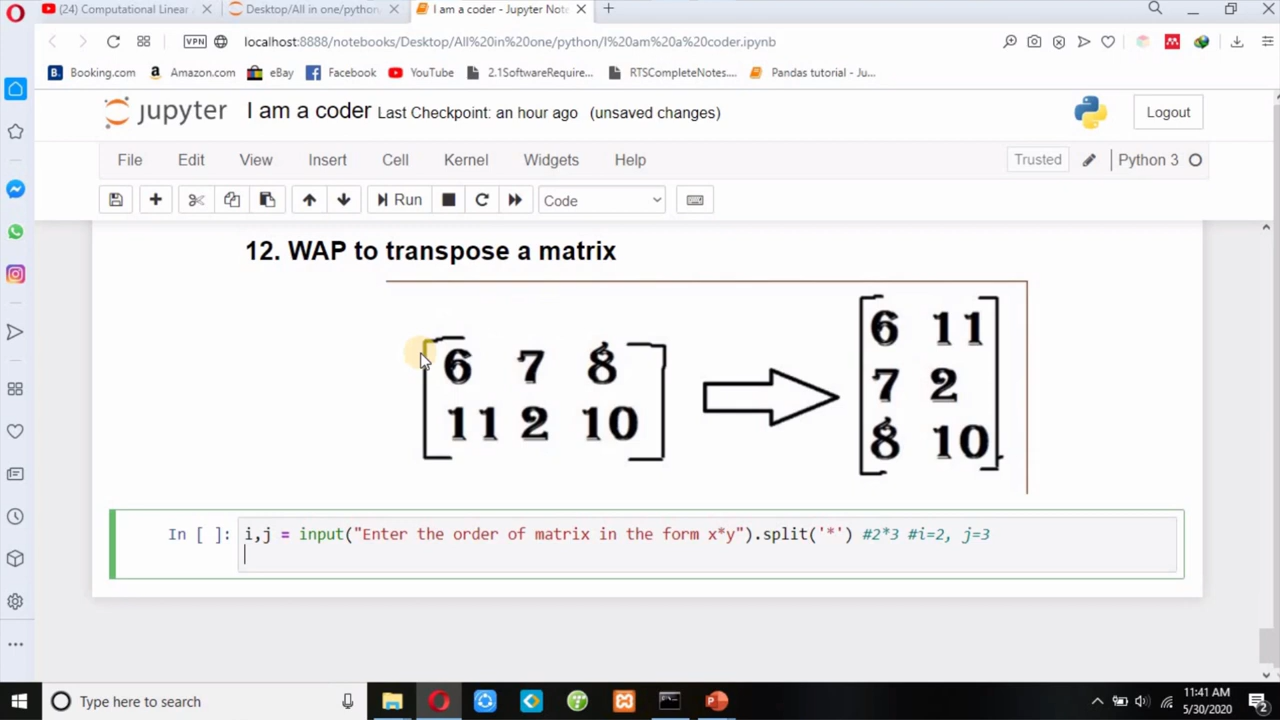 (24) Computational Linear
Desktop/All in one/python
I am a coder - Jupyter Note
VPN
localhost:8888/notebooks/Desktop/All%20in%20one/python/I%20am%20a%20coder.ipynb
Booking.com
Amazon.com
eBay
Facebook
YouTube
2.1SoftwareRequire...
RTSCompleteNotes....
Pandas tutorial - Ju...
jupyter I am a coder Last Checkpoint: an hour ago (unsaved changes)
Logout
File Edit View Insert Cell Kernel Widgets Help
Trusted
Python 3
Run
Code
12. WAP to transpose a matrix
6 7 8
11 2 10
6 11
7 2
8 10
In [ ]: i,j = input("Enter the order of matrix in the form x*y").split('*') #2*3 #i=2, j=3
Type here to search
11:41 AM
5/30/2020
2